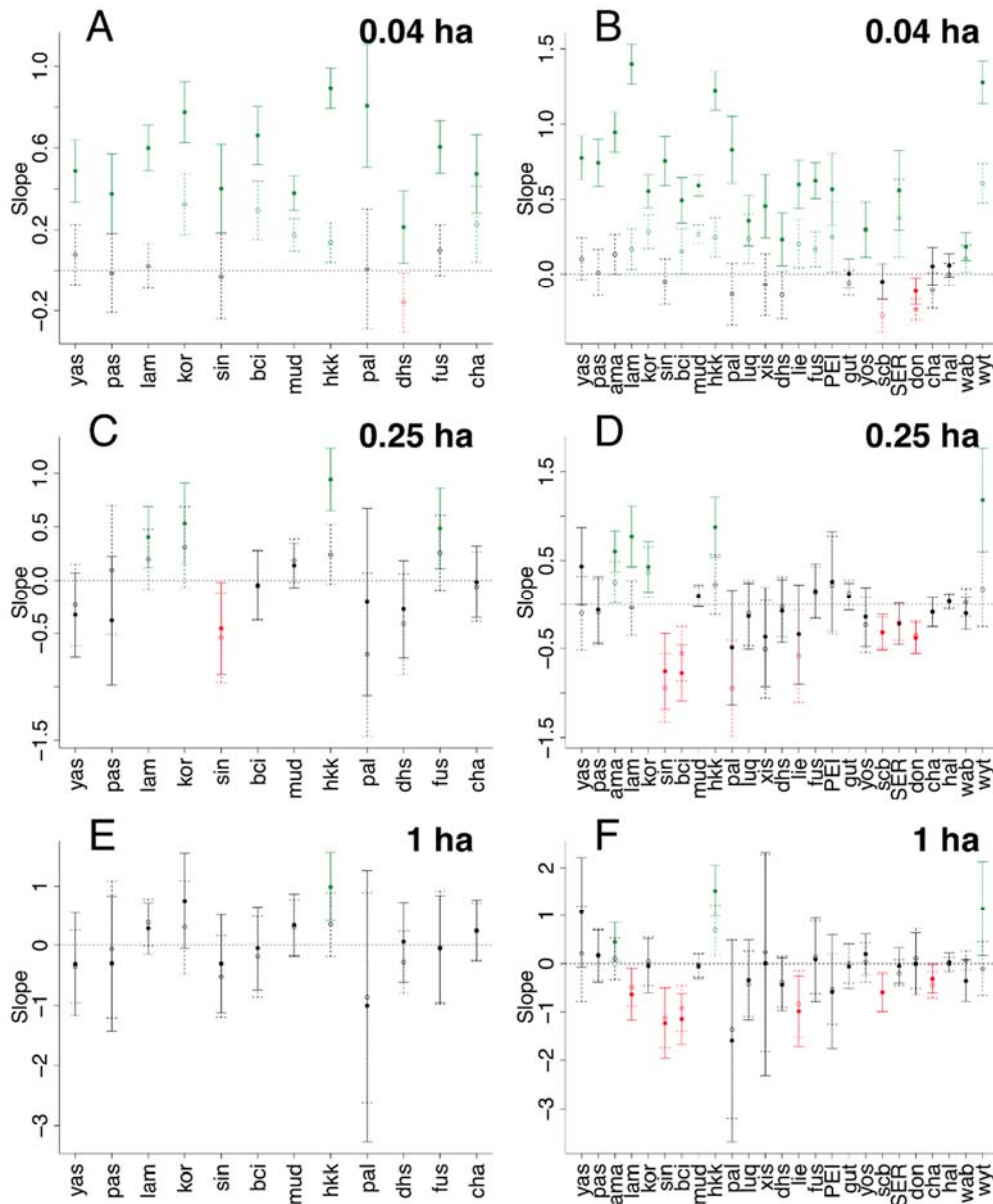 A 0.04 ha
Slope
1.0
0.6
0.2
−0.2
yas pas lam kor sin bci mud hkk pal dhs fus cha
B 0.04 ha
Slope
1.5
1.0
0.5
0.0
yas pas ama lam kor sin bci mud hkk pal luq xis dhs lie fus PEI gut yos scb SER don cha hal wab wyt
C 0.25 ha
Slope
1.0
0.5
0.0
−0.5
−1.5
yas pas lam kor sin bci mud hkk pal dhs fus cha
D 0.25 ha
Slope
1.5
0.5
−0.5
−1.5
yas pas ama lam kor sin bci mud hkk pal luq xis dhs lie fus PEI gut yos scb SER don cha hal wab wyt
E 1 ha
Slope
1
0
−1
−3
yas pas lam kor sin bci mud hkk pal dhs fus cha
F 1 ha
Slope
2
1
0
−1
−2
−3
yas pas ama lam kor sin bci mud hkk pal luq xis dhs lie fus PEI gut yos scb SER don cha hal wab wyt